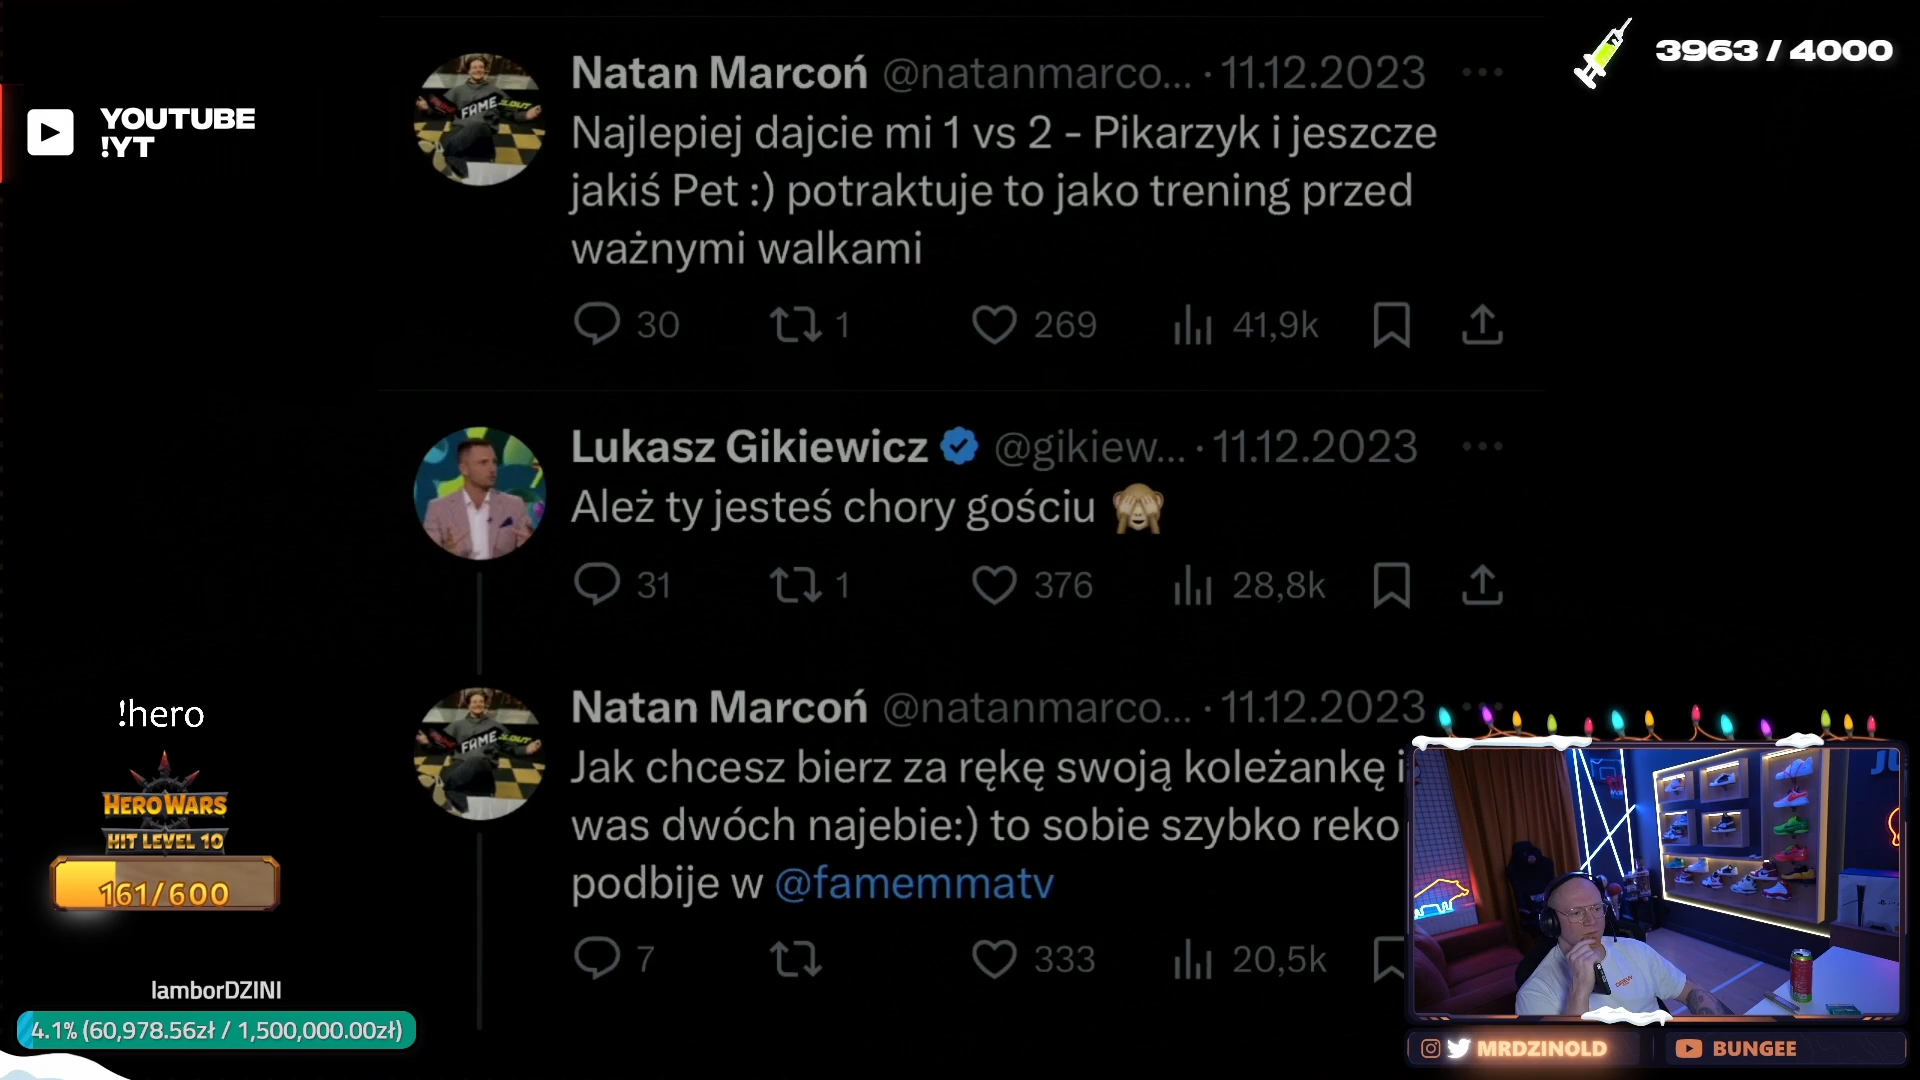 Natan Marcoń @natanmarco... · 11.12.2023
Najlepiej dajcie mi 1 vs 2 - Pikarzyk i jeszcze
jakiś Pet :) potraktuje to jako trening przed
ważnymi walkami
30 1 269 41,9k
Lukasz Gikiewicz @gikiew... · 11.12.2023
Ależ ty jesteś chory gościu
31 1 376 28,8k
Natan Marcoń @natanmarco... · 11.12.2023
Jak chcesz bierz za rękę swoją koleżankę i
was dwóch najebie:) to sobie szybko reko
podbije w @famemmatv
7 333 20,5k
YOUTUBE
!YT
3963 / 4000
!hero
HERO WARS
HIT LEVEL 10
161/600
lamborDZINI
4.1% (60,978.56zł / 1,500,000.00zł)
MRDZINOLD
BUNGEE